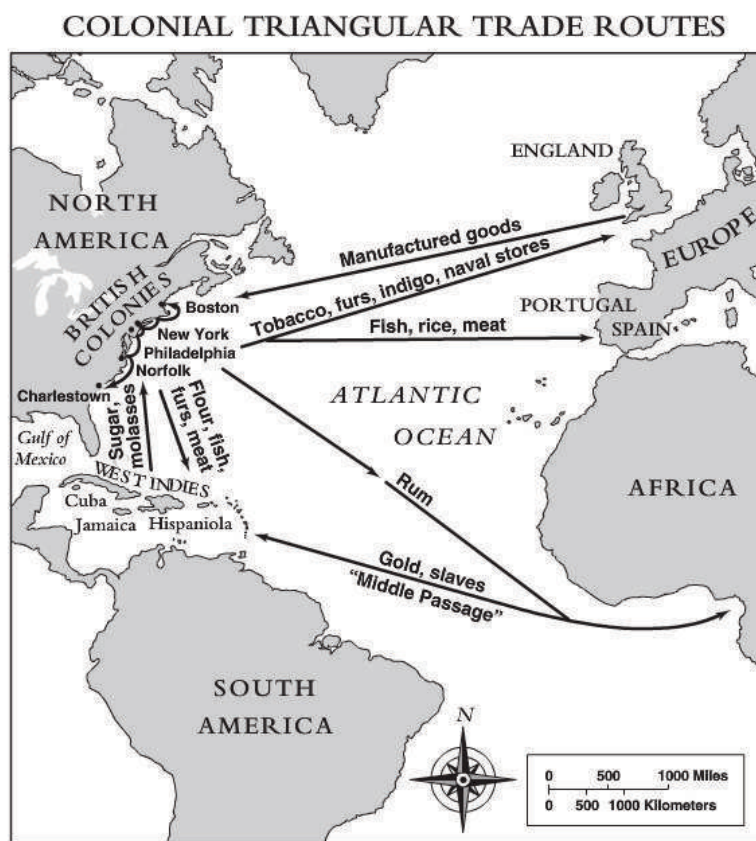 COLONIAL TRIANGULAR TRADE ROUTES
ENGLAND
NORTH
AMERICA
EUROPE
Manufactured goods
Tobacco, furs, indigo, naval stores
BRITISH
COLONIES
Boston
PORTUGAL
SPAIN
Fish, rice, meat
New York
Philadelphia
Norfolk
Charlestown
Sugar,
molasses
Flour, fish,
furs, meat
ATLANTIC
OCEAN
Gulf of
Mexico
WEST INDIES
Cuba
Jamaica
Hispaniola
Rum
AFRICA
Gold, slaves
“Middle Passage”
SOUTH
AMERICA
N
0 500 1000 Miles
0 500 1000 Kilometers